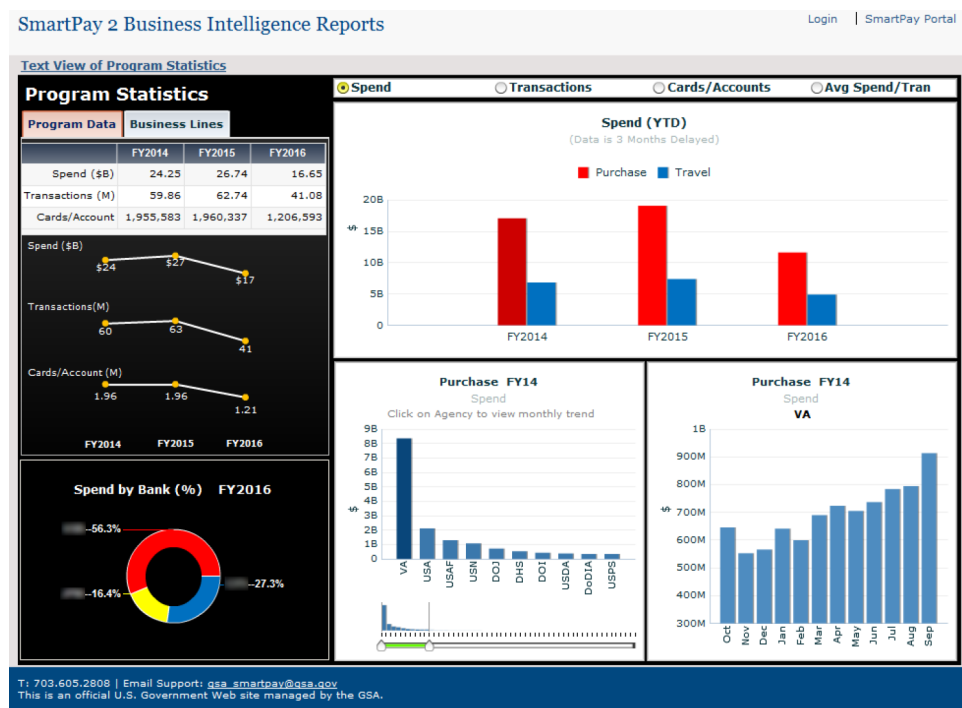 SmartPay 2 Business Intelligence Reports
Login | SmartPay Portal
Text View of Program Statistics
Program Statistics
Program Data Business Lines
FY2014 FY2015 FY2016
Spend ($B) 24.25 26.74 16.65
Transactions (M) 59.86 62.74 41.08
Cards/Account 1,955,583 1,960,337 1,206,593
Spend ($B)
$24 $27 $17
Transactions(M)
60 63 41
Cards/Account (M)
1.96 1.96 1.21
FY2014 FY2015 FY2016
Spend by Bank (%) FY2016
--56.3%
--27.3%
--16.4%
Spend Transactions Cards/Accounts Avg Spend/Tran
Spend (YTD)
(Data is 3 Months Delayed)
Purchase Travel
$
20B
15B
10B
5B
0
FY2014 FY2015 FY2016
Purchase FY14
Spend
Click on Agency to view monthly trend
$
9B
8B
7B
6B
5B
4B
3B
2B
1B
0
VA USA USAF USN DOJ DHS DOI USDA DoDIA USPS
Purchase FY14
Spend
VA
$
1B
900M
800M
700M
600M
500M
400M
300M
Oct Nov Dec Jan Feb Mar Apr May Jun Jul Aug Sep
T: 703.605.2808 | Email Support: gsa_smartpay@gsa.gov
This is an official U.S. Government Web site managed by the GSA.